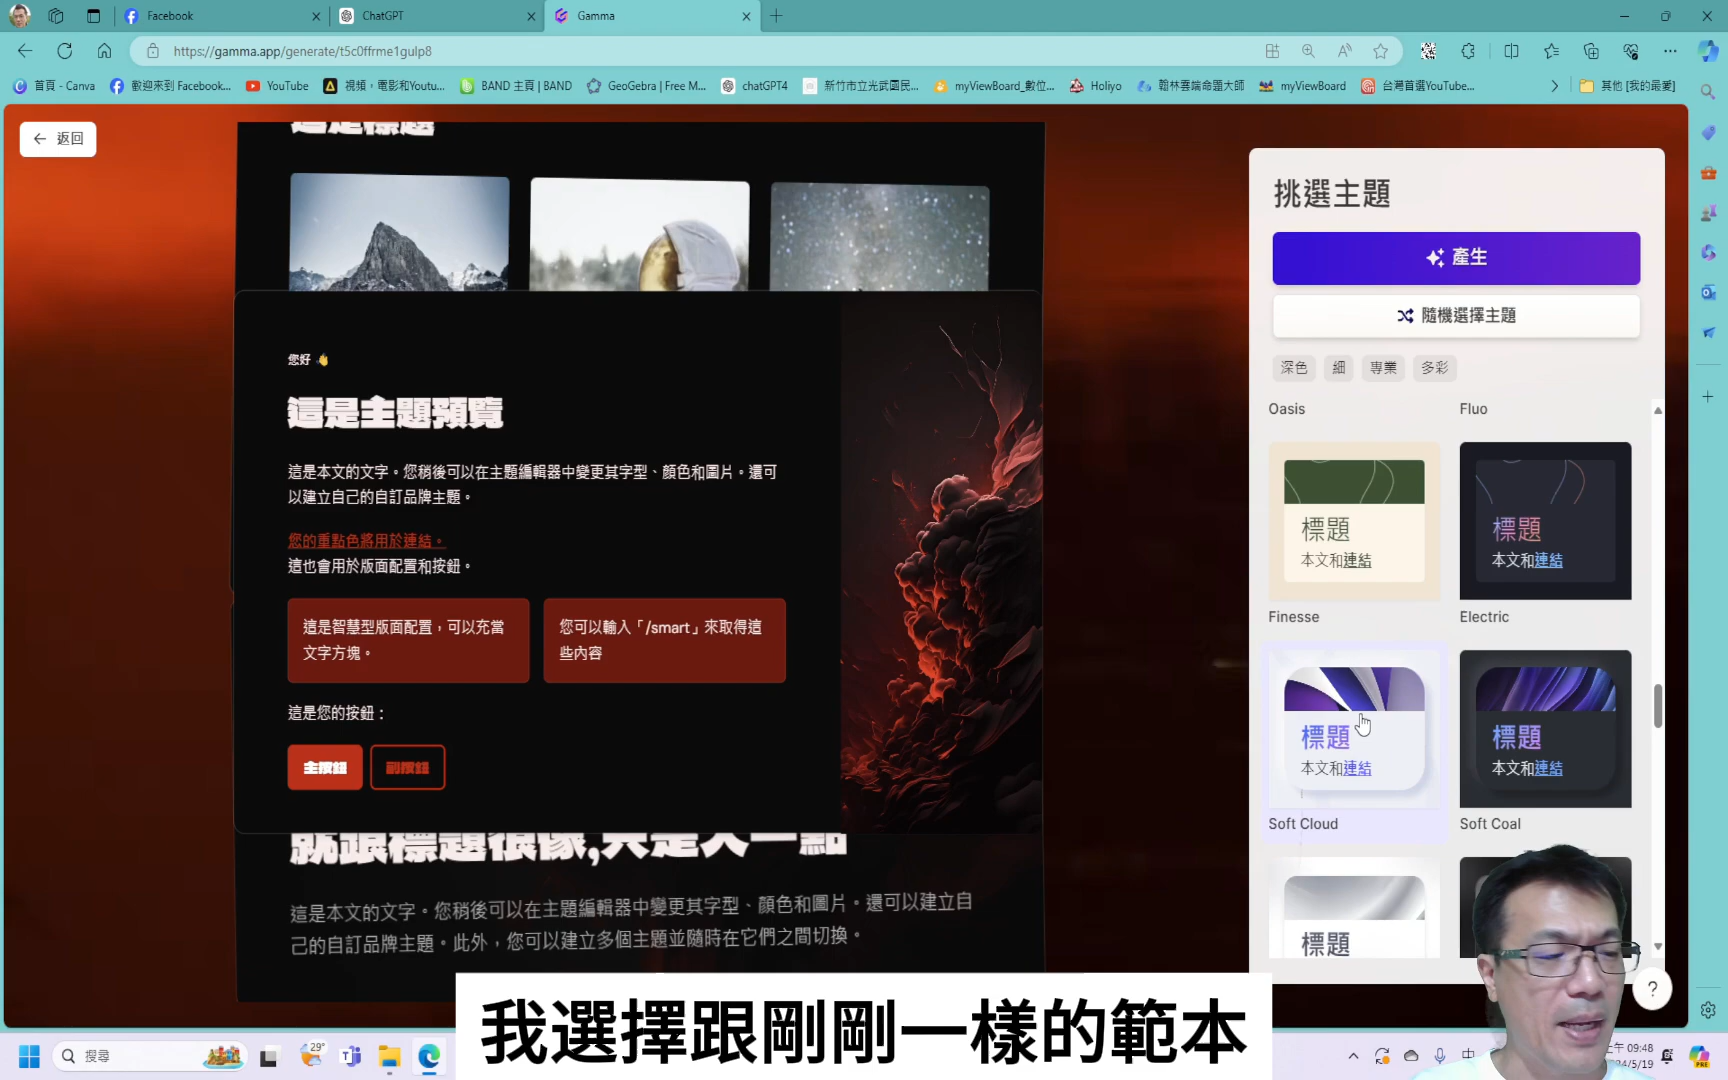 Facebook
ChatGPT
Gamma
https://gamma.app/generate/t5c0ffrme1gulp8
首頁 - Canva
歡迎來到 Facebook...
YouTube
視頻，電影和Youtu...
BAND 主頁 | BAND
GeoGebra | Free M...
chatGPT4
新竹市立光武國民...
myViewBoard_數位...
Holiyo
翰林雲端命題大師
myViewBoard
台灣首選YouTube...
其他 [我的最愛]
返回
這是標題
您好
這是主題預覽
這是本文的文字。您稍後可以在主題編輯器中變更其字型、顏色和圖片。還可
以建立自己的自訂品牌主題。
您的重點色將用於連結。
這也會用於版面配置和按鈕。
這是智慧型版面配置，可以充當
文字方塊。
您可以輸入「/smart」來取得這
些內容
這是您的按鈕：
主按鈕
副按鈕
就跟標題很像,只是大一點
這是本文的文字。您稍後可以在主題編輯器中變更其字型、顏色和圖片。還可以建立自
己的自訂品牌主題。此外，您可以建立多個主題並隨時在它們之間切換。
挑選主題
產生
隨機選擇主題
深色
細
專業
多彩
Oasis
Fluo
標題
本文和連結
標題
本文和連結
Finesse
Electric
標題
本文和連結
標題
本文和連結
Soft Cloud
Soft Coal
標題
?
我選擇跟剛剛一樣的範本
搜尋
29°
中
上午 09:48
PRE